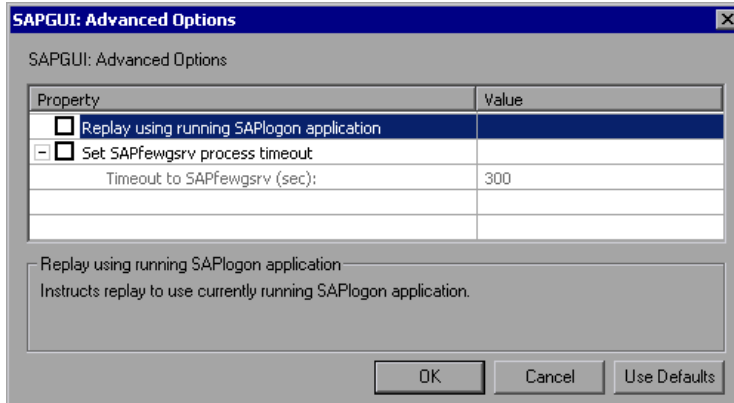 SAPGUI: Advanced Options
SAPGUI: Advanced Options
Property Value
Replay using running SAPlogon application
Set SAPfewgsrv process timeout
Timeout to SAPfewgsrv (sec): 300
Replay using running SAPlogon application
Instructs replay to use currently running SAPlogon application.
OK Cancel Use Defaults